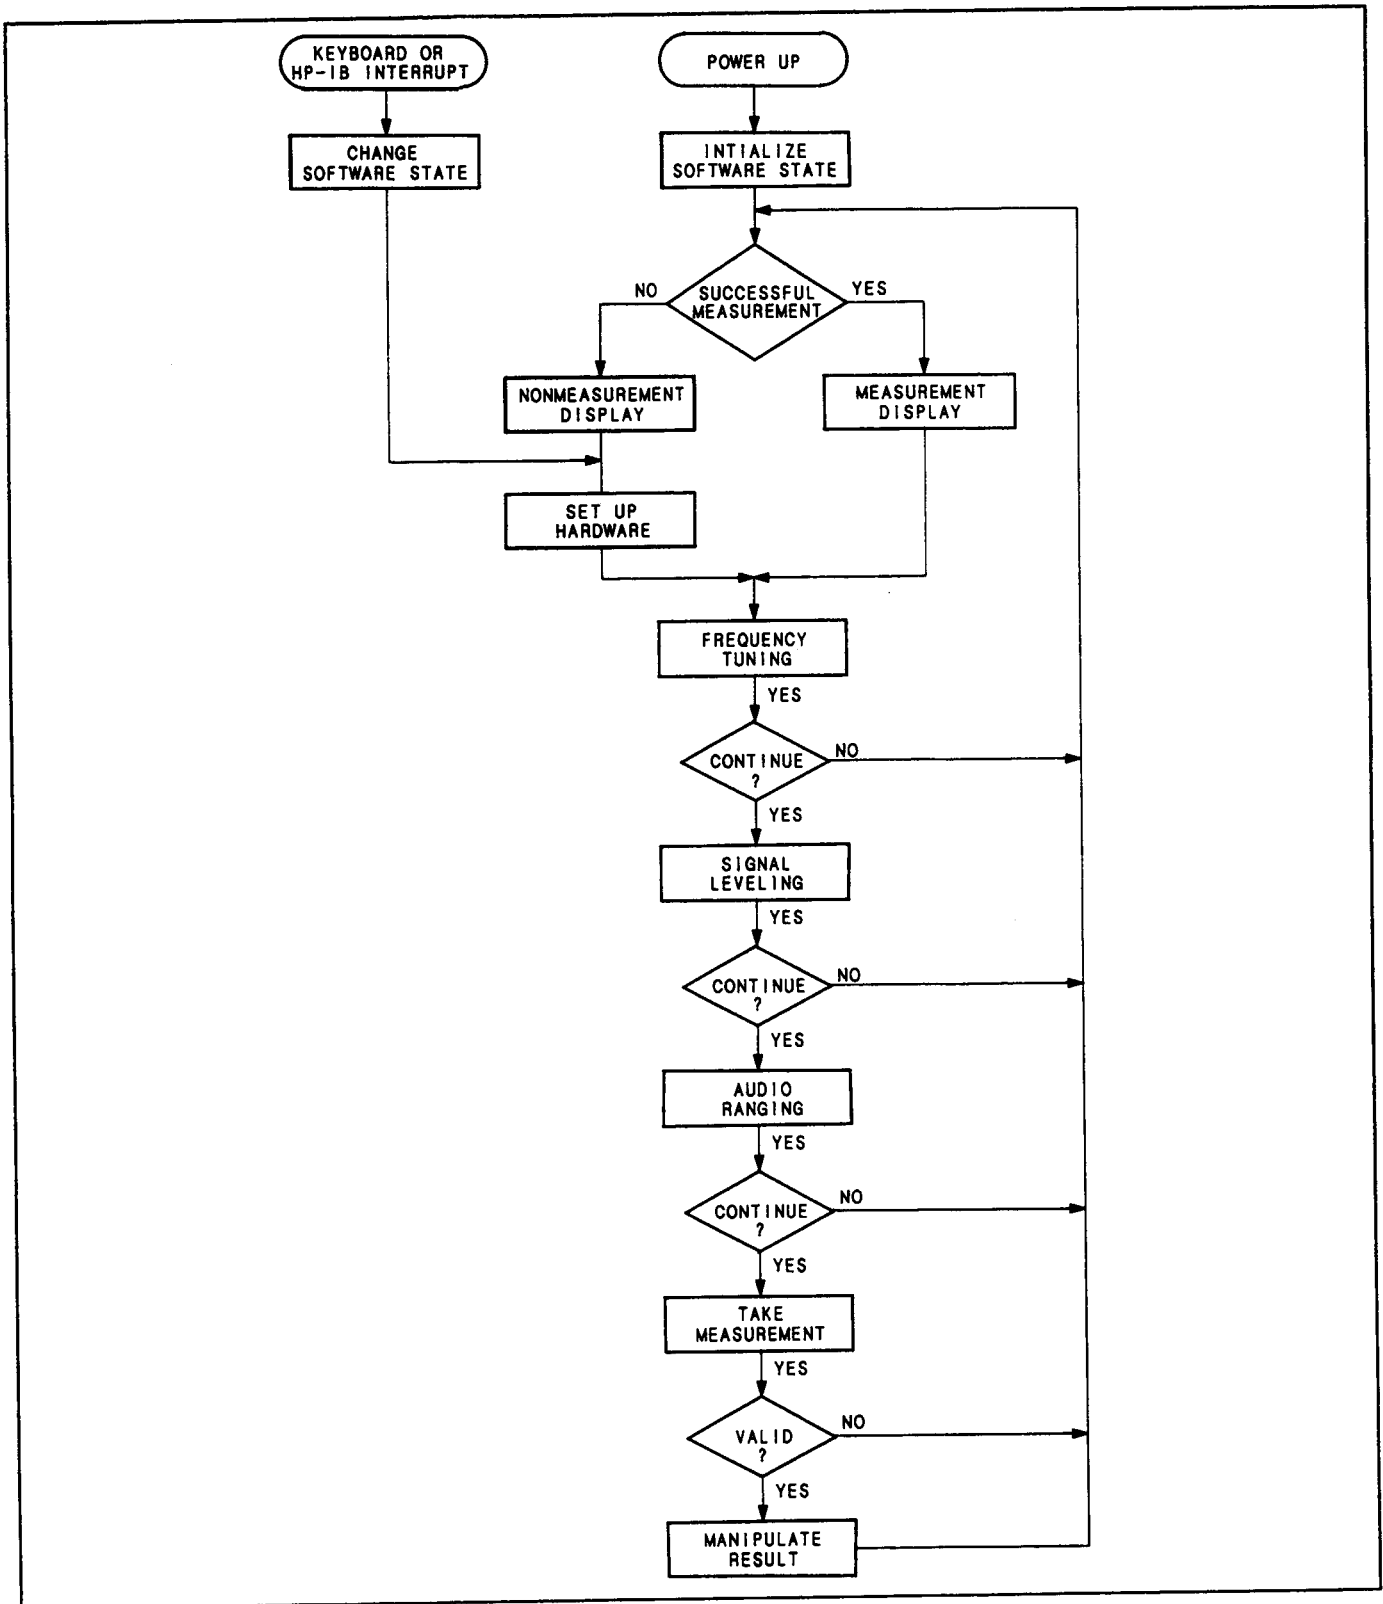 KEYBOARD OR
HP-IB INTERRUPT
POWER UP
CHANGE
SOFTWARE STATE
INTIALIZE
SOFTWARE STATE
NO
SUCCESSFUL
MEASUREMENT
YES
NONMEASUREMENT
DISPLAY
MEASUREMENT
DISPLAY
SET UP
HARDWARE
FREQUENCY
TUNING
YES
CONTINUE
?
NO
YES
SIGNAL
LEVELING
YES
CONTINUE
?
NO
YES
AUDIO
RANGING
YES
CONTINUE
?
NO
YES
TAKE
MEASUREMENT
YES
VALID
?
NO
YES
MANIPULATE
RESULT